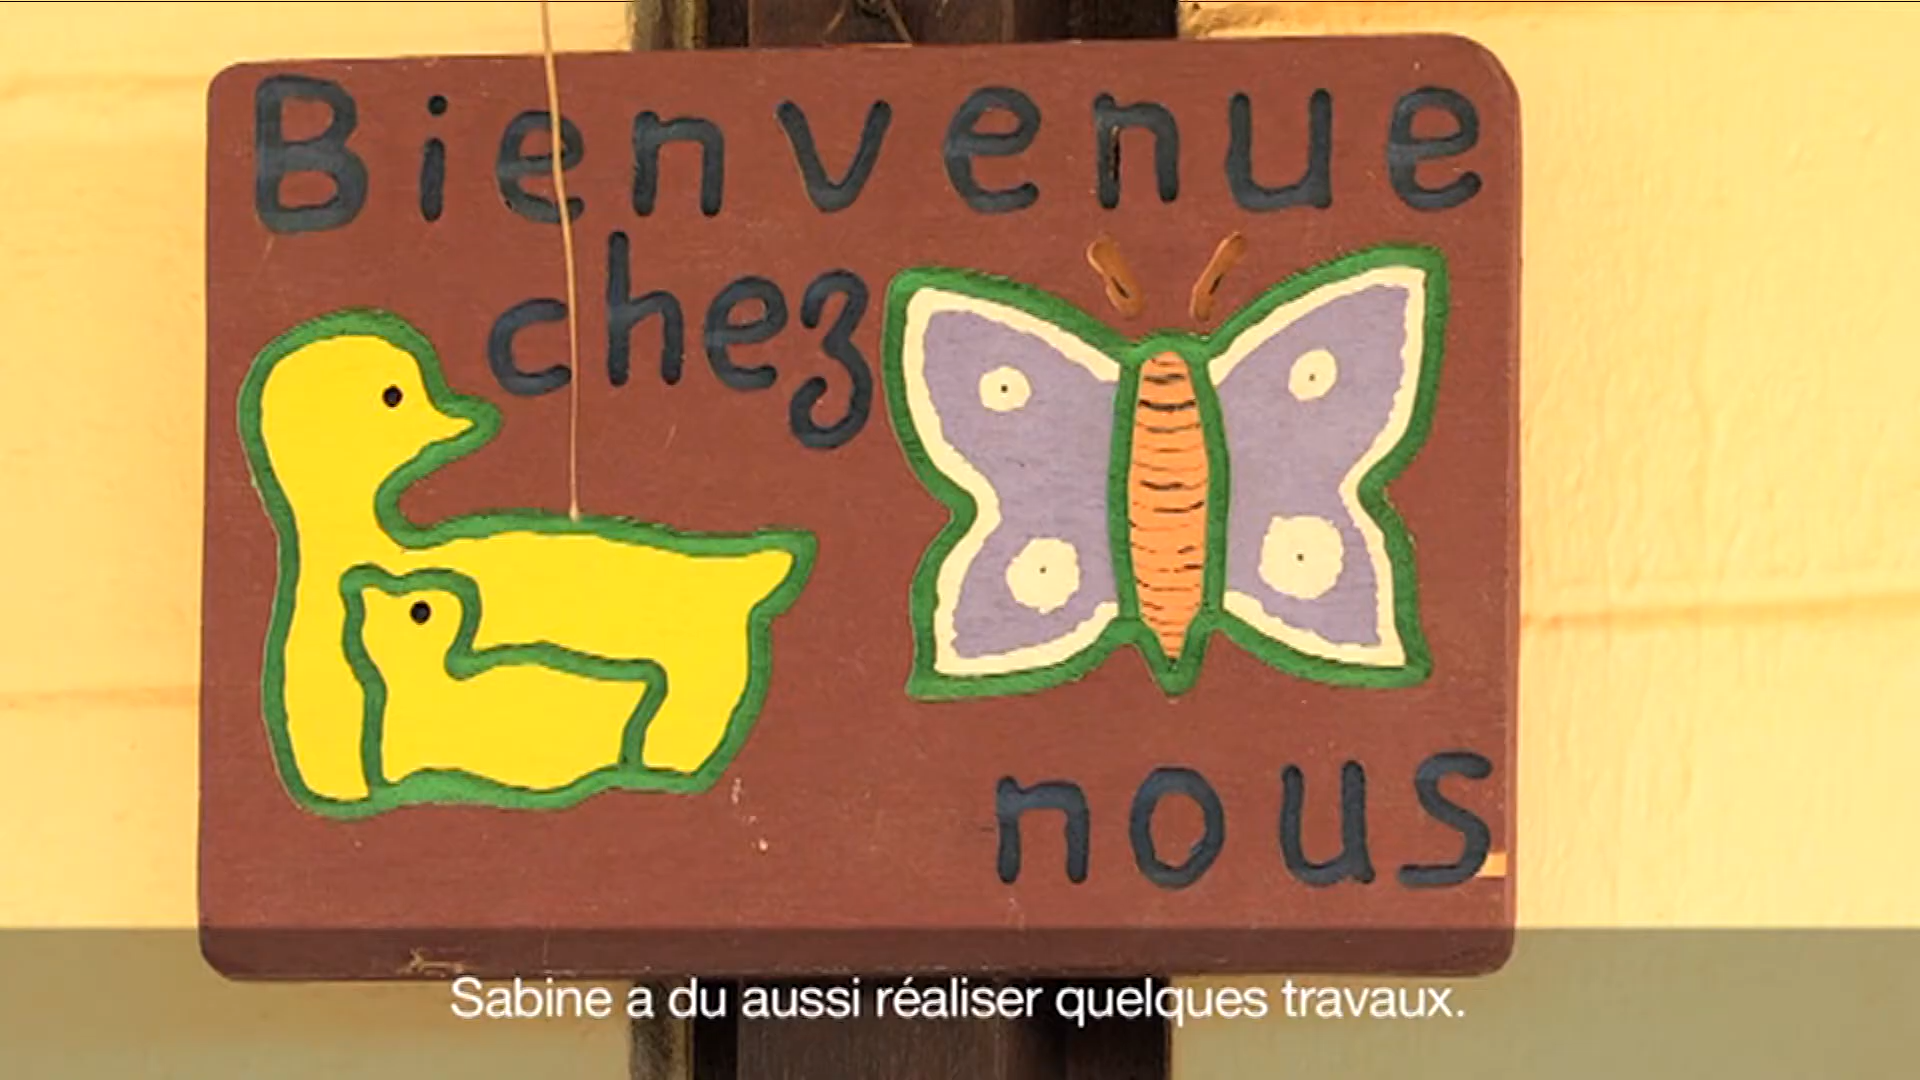 Bienvenue
chez
nous
Sabine a du aussi réaliser quelques travaux.